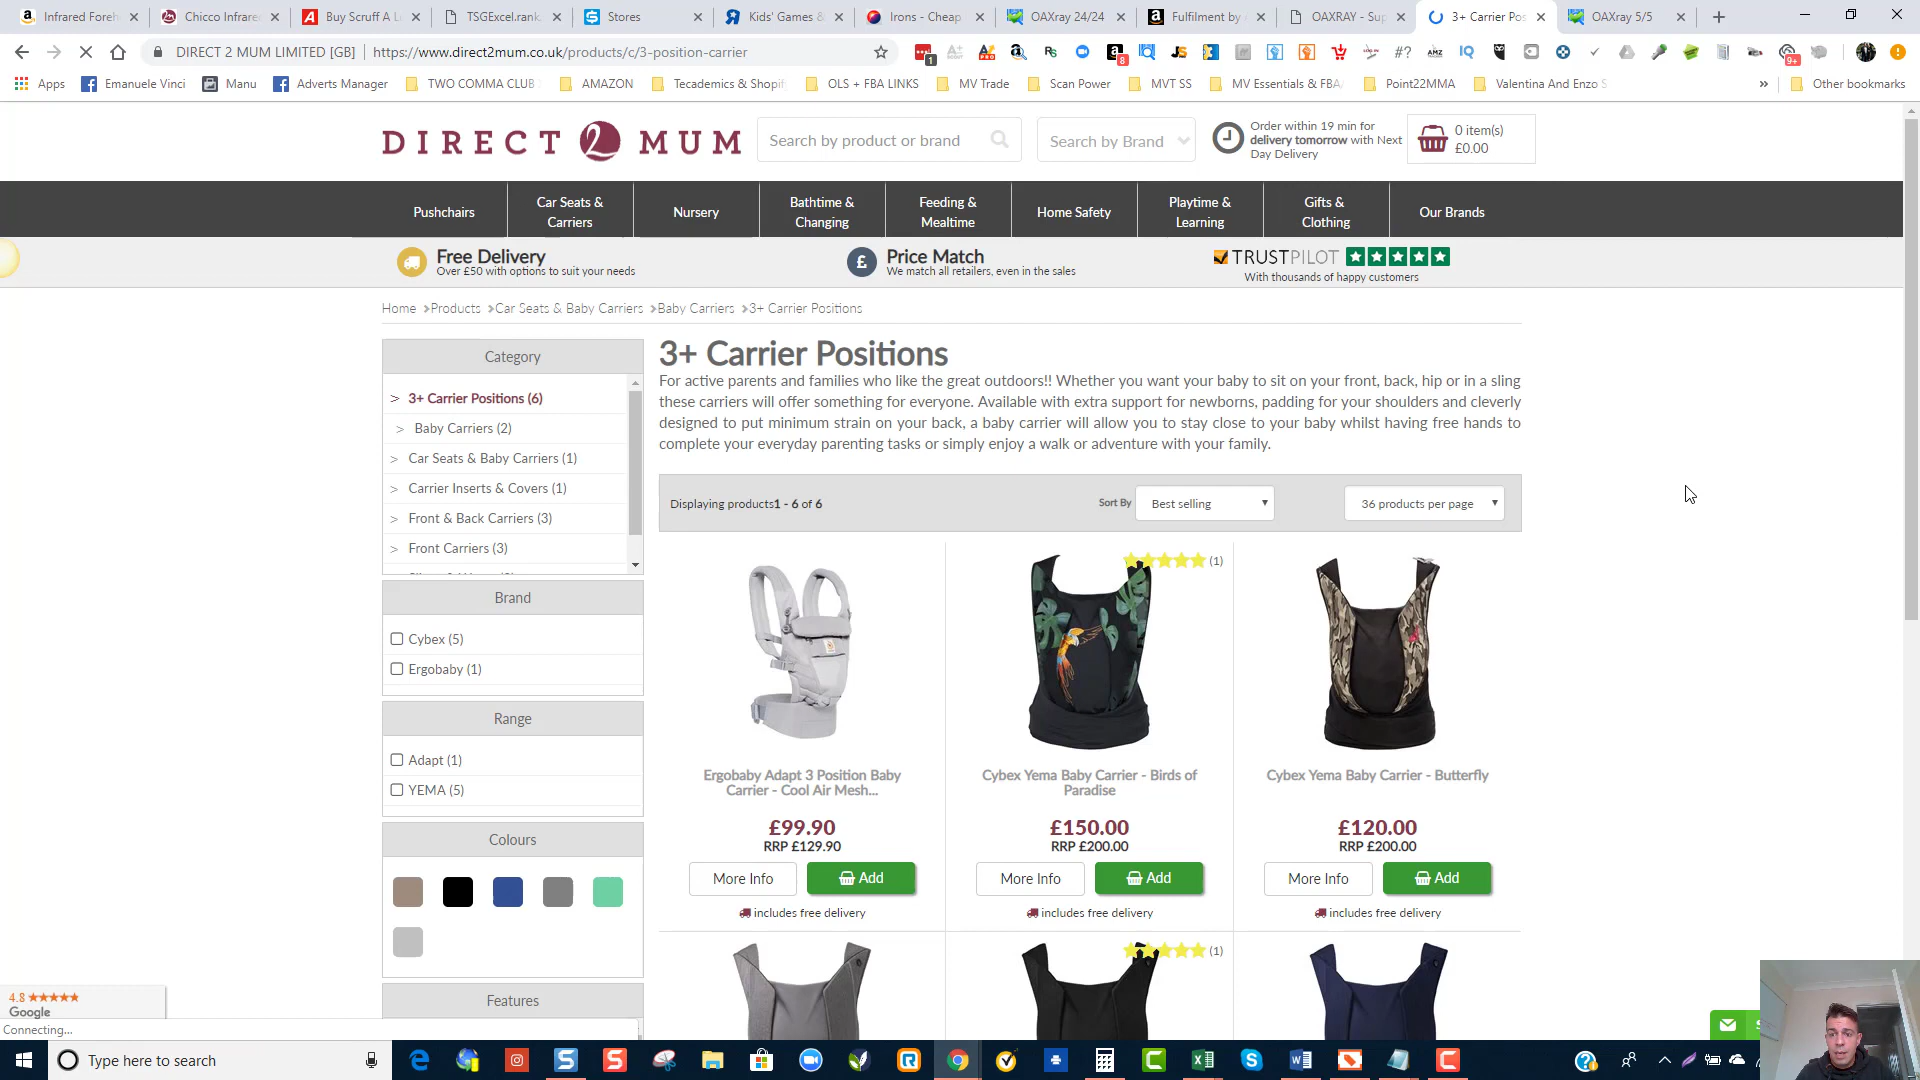 Infrared Foreh
Chicco Infrare
Buy Scruff A L
TSGExcel.rank
Stores
Kids' Games &
Irons - Cheap
OAXray 24/24
Fulfilment by
OAXRAY - Sup
3+ Carrier Pos
OAXray 5/5
DIRECT 2 MUM LIMITED [GB]
https://www.direct2mum.co.uk/products/c/3-position-carrier
Apps
Emanuele Vinci
Manu
Adverts Manager
TWO COMMA CLUB
AMAZON
Tecademics & Shopif
OLS + FBA LINKS
MV Trade
Scan Power
MVT SS
MV Essentials & FBA
Point22MMA
Valentina And Enzo S
Other bookmarks
DIRECT 2 MUM
Search by product or brand
Search by Brand
Order within 19 min for
delivery tomorrow with Next
Day Delivery
0 item(s)
£0.00
Pushchairs
Car Seats &
Carriers
Nursery
Bathtime &
Changing
Feeding &
Mealtime
Home Safety
Playtime &
Learning
Gifts &
Clothing
Our Brands
Free Delivery
Over £50 with options to suit your needs
£
Price Match
We match all retailers, even in the sales
TRUSTPILOT
With thousands of happy customers
Home >Products >Car Seats & Baby Carriers >Baby Carriers >3+ Carrier Positions
Category
> 3+ Carrier Positions (6)
> Baby Carriers (2)
> Car Seats & Baby Carriers (1)
> Carrier Inserts & Covers (1)
> Front & Back Carriers (3)
> Front Carriers (3)
Brand
Cybex (5)
Ergobaby (1)
Range
Adapt (1)
YEMA (5)
Colours
Features
3+ Carrier Positions
For active parents and families who like the great outdoors!! Whether you want your baby to sit on your front, back, hip or in a sling
these carriers will offer something for everyone. Available with extra support for newborns, padding for your shoulders and cleverly
designed to put minimum strain on your back, a baby carrier will allow you to stay close to your baby whilst having free hands to
complete your everyday parenting tasks or simply enjoy a walk or adventure with your family.
Displaying products1 - 6 of 6
Sort By
Best selling
36 products per page
(1)
Ergobaby Adapt 3 Position Baby
Carrier - Cool Air Mesh...
£99.90
RRP £129.90
More Info
Add
includes free delivery
Cybex Yema Baby Carrier - Birds of
Paradise
£150.00
RRP £200.00
More Info
Add
includes free delivery
Cybex Yema Baby Carrier - Butterfly
£120.00
RRP £200.00
More Info
Add
includes free delivery
(1)
4.8
Google
Connecting...
Type here to search